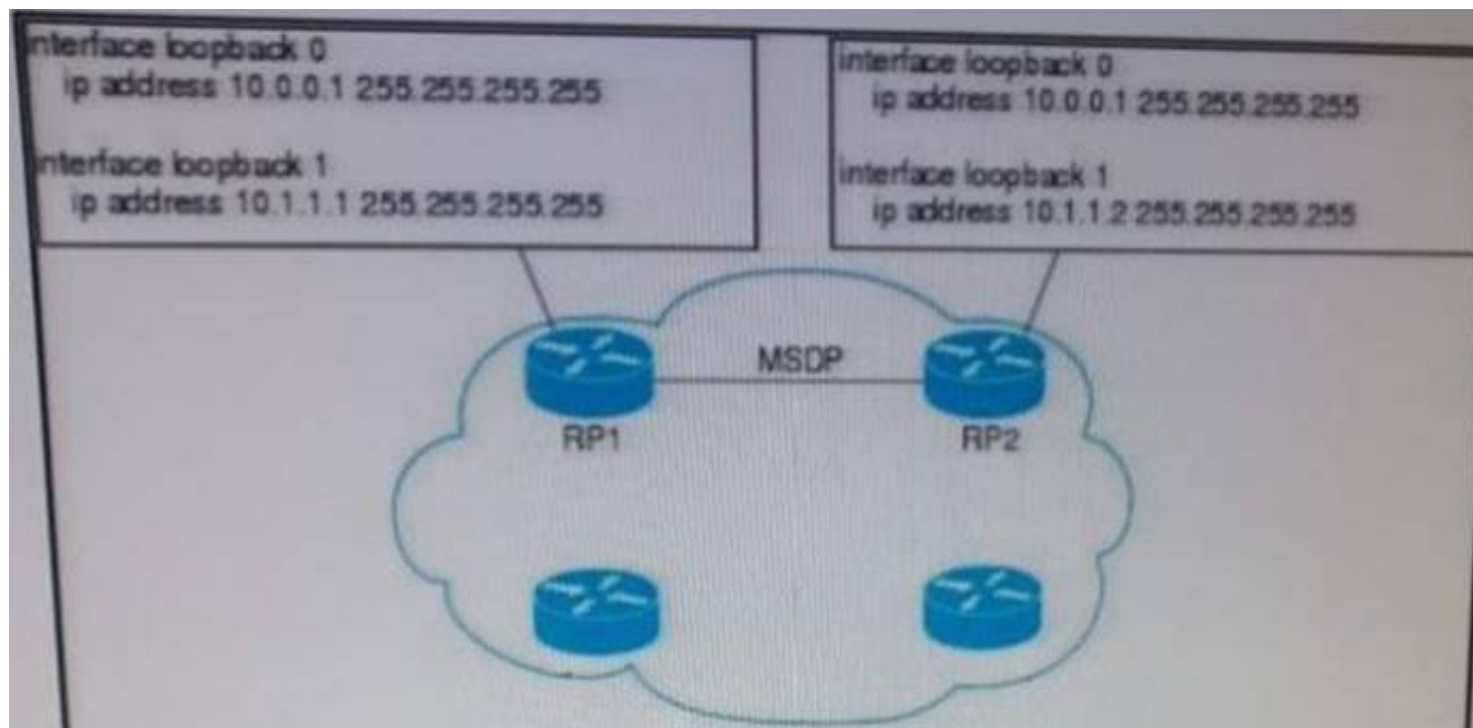 interface loopback 0
ip address 10.0.0.1 255.255.255.255
interface loopback 1
ip address 10.1.1.1 255.255.255.255
interface loopback 0
ip address 10.0.0.1 255.255.255.255
interface loopback 1
ip address 10.1.1.2 255.255.255.255
MSDP
RP1
RP2